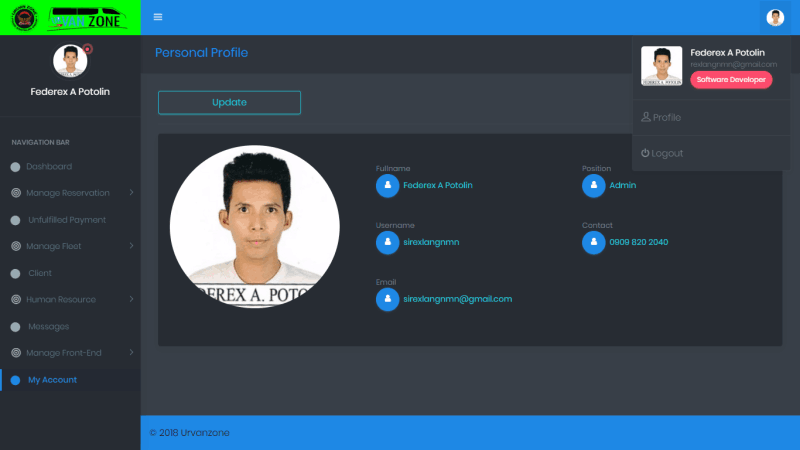 URVAN ZONE
Federex A Potolin
NAVIGATION BAR
Dashboard
Manage Reservation
Unfulfilled Payment
Manage Fleet
Client
Human Resource
Messages
Manage Front-End
My Account
Personal Profile
Update
Federex A Potolin
rexlangnmn@gmail.com
Software Developer
Profile
Logout
FEREX A. POTO
Fullname
Federex A Potolin
Position
Admin
Username
sirexlangnmn
Contact
0909 820 2040
Email
sirexlangnmn@gmail.com
© 2018 Urvanzone